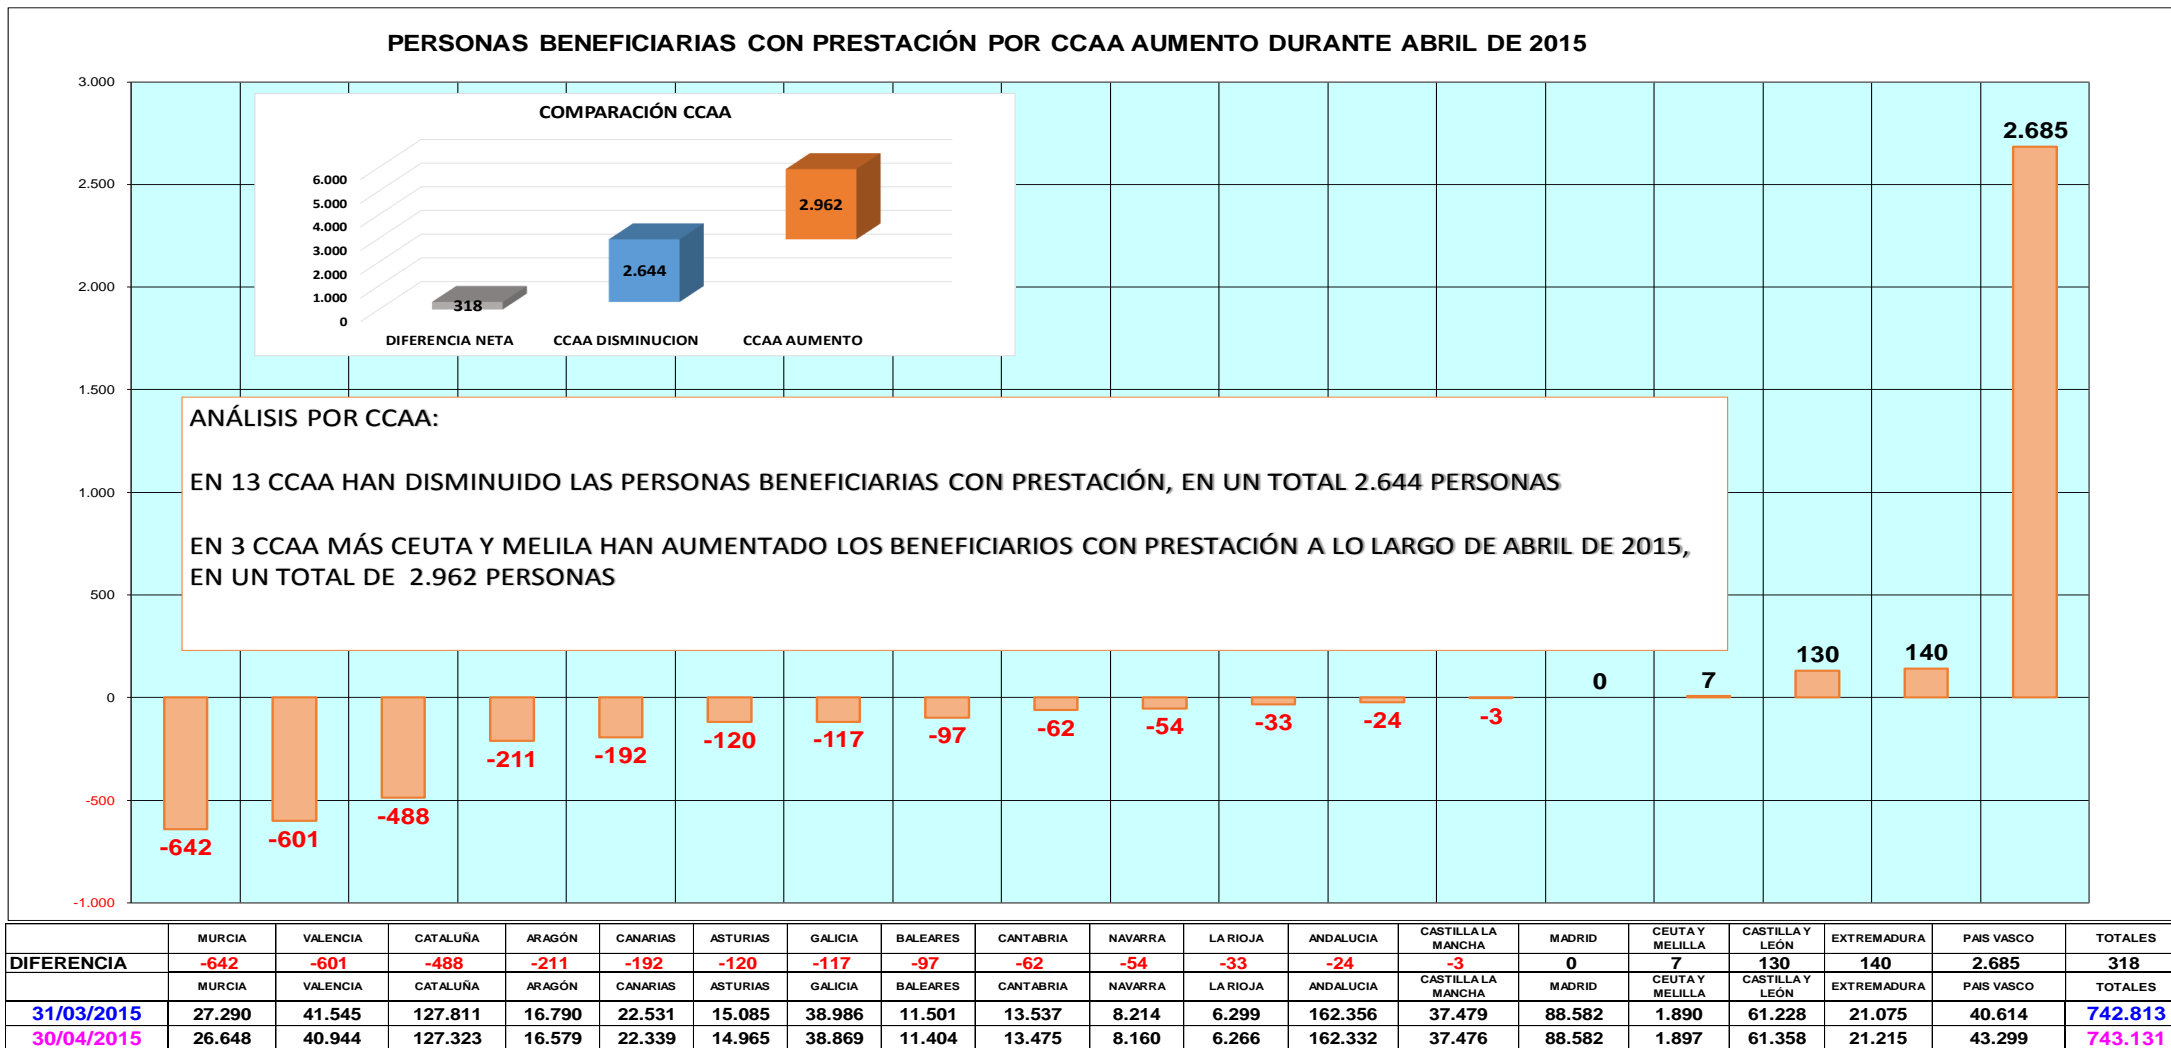 PERSONAS BENEFICIARIAS CON PRESTACIÓN POR CCAA AUMENTO DURANTE ABRIL DE 2015
3.000
2.500
2.000
1.500
1.000
500
0
-500
-1.000
COMPARACIÓN CCAA
6.000
5.000
4.000
3.000
2.000
1.000
0
318
2.644
2.962
DIFERENCIA NETA CCAA DISMINUCION CCAA AUMENTO
ANÁLISIS POR CCAA:
EN 13 CCAA HAN DISMINUIDO LAS PERSONAS BENEFICIARIAS CON PRESTACIÓN, EN UN TOTAL 2.644 PERSONAS
EN 3 CCAA MÁS CEUTA Y MELILA HAN AUMENTADO LOS BENEFICIARIOS CON PRESTACIÓN A LO LARGO DE ABRIL DE 2015,
EN UN TOTAL DE 2.962 PERSONAS
-642 -601 -488 -211 -192 -120 -117 -97 -62 -54 -33 -24 -3 0 7 130 140 2.685
MURCIA VALENCIA CATALUÑA ARAGÓN CANARIAS ASTURIAS GALICIA BALEARES CANTABRIA NAVARRA LA RIOJA ANDALUCIA CASTILLA LA MANCHA MADRID CEUTA Y MELILLA CASTILLA Y LEÓN EXTREMADURA PAIS VASCO TOTALES
DIFERENCIA -642 -601 -488 -211 -192 -120 -117 -97 -62 -54 -33 -24 -3 0 7 130 140 2.685 318
MURCIA VALENCIA CATALUÑA ARAGÓN CANARIAS ASTURIAS GALICIA BALEARES CANTABRIA NAVARRA LA RIOJA ANDALUCIA CASTILLA LA MANCHA MADRID CEUTA Y MELILLA CASTILLA Y LEÓN EXTREMADURA PAIS VASCO TOTALES
31/03/2015 27.290 41.545 127.811 16.790 22.531 15.085 38.986 11.501 13.537 8.214 6.299 162.356 37.479 88.582 1.890 61.228 21.075 40.614 742.813
30/04/2015 26.648 40.944 127.323 16.579 22.339 14.965 38.869 11.404 13.475 8.160 6.266 162.332 37.476 88.582 1.897 61.358 21.215 43.299 743.131